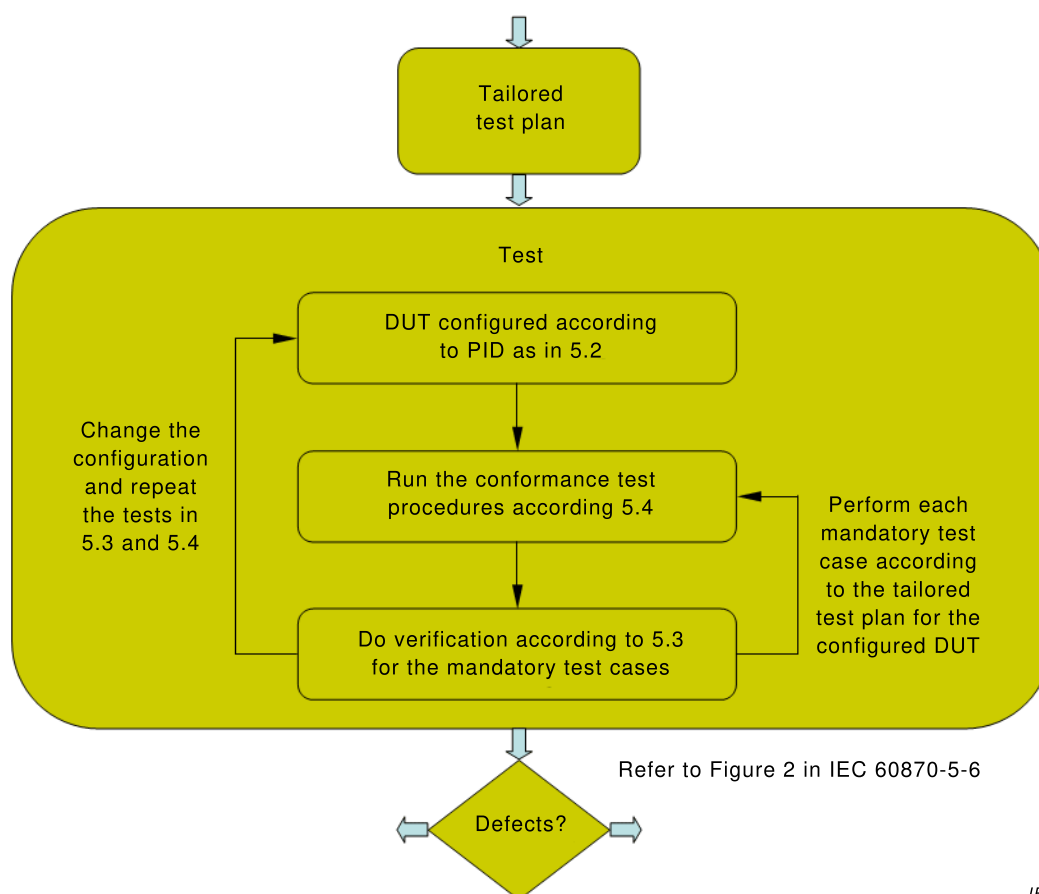 Tailored
test plan
Test
DUT configured according
to PID as in 5.2
Change the
configuration
and repeat
the tests in
5.3 and 5.4
Run the conformance test
procedures according 5.4
Perform each
mandatory test
case according
to the tailored
test plan for the
configured DUT
Do verification according to 5.3
for the mandatory test cases
Refer to Figure 2 in IEC 60870-5-6
Defects?